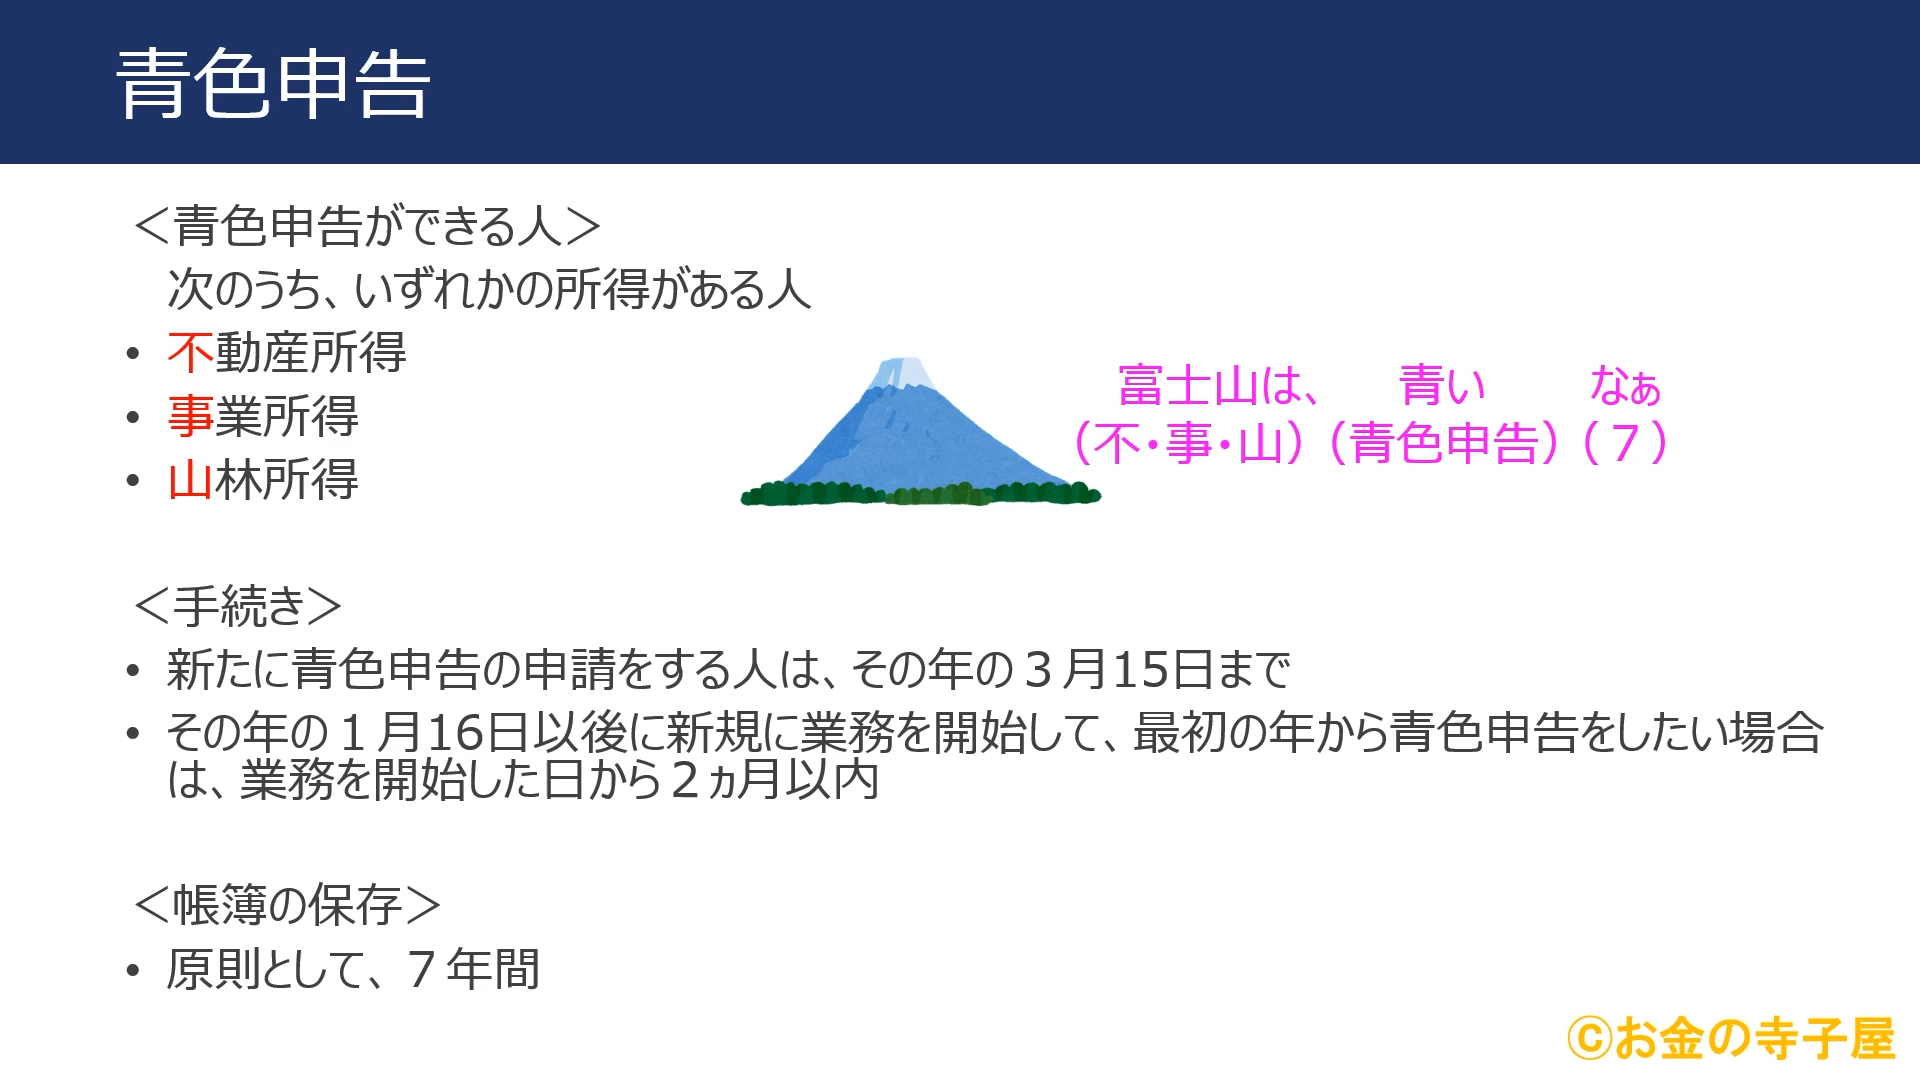 青色申告
＜青色申告ができる人＞
次のうち、いずれかの所得がある人
• 不動産所得
• 事業所得
• 山林所得
富士山は、 青い なぁ
（不・事・山）（青色申告）（７）
＜手続き＞
• 新たに青色申告の申請をする人は、その年の３月15日まで
• その年の１月16日以後に新規に業務を開始して、最初の年から青色申告をしたい場合
は、業務を開始した日から２ヵ月以内
＜帳簿の保存＞
• 原則として、７年間
©お金の寺子屋